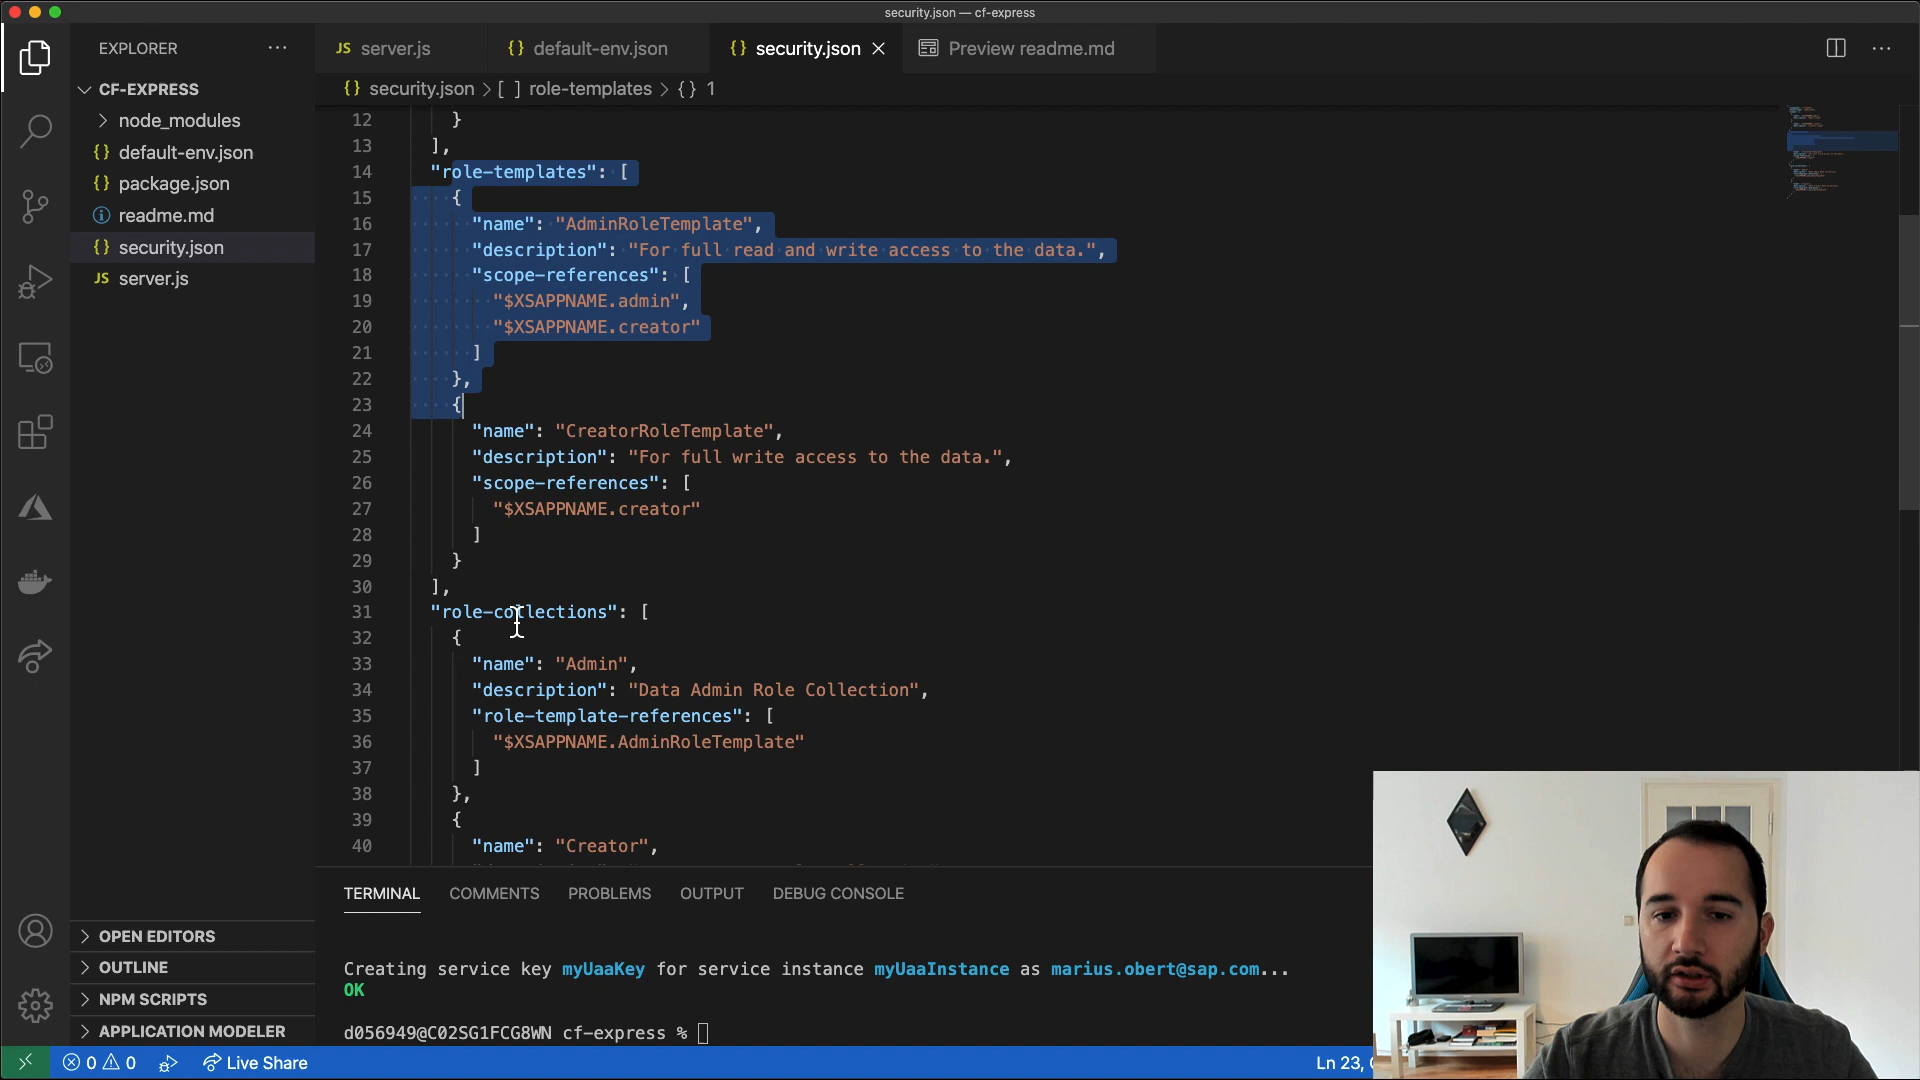 security.json — cf-express
EXPLORER
JS server.js
{} default-env.json
{} security.json
Preview readme.md
CF-EXPRESS
{} security.json > [ ] role-templates > {} 1
node_modules
{} default-env.json
{} package.json
readme.md
{} security.json
JS server.js
12 }
13 ],
14 "role-templates": [
15 {
16 "name": "AdminRoleTemplate",
17 "description": "For full read and write access to the data.",
18 "scope-references": [
19 "$XSAPPNAME.admin",
20 "$XSAPPNAME.creator"
21 ]
22 },
23 {
24 "name": "CreatorRoleTemplate",
25 "description": "For full write access to the data.",
26 "scope-references": [
27 "$XSAPPNAME.creator"
28 ]
29 }
30 ],
31 "role-collections": [
32 {
33 "name": "Admin",
34 "description": "Data Admin Role Collection",
35 "role-template-references": [
36 "$XSAPPNAME.AdminRoleTemplate"
37 ]
38 },
39 {
40 "name": "Creator",
OPEN EDITORS
OUTLINE
NPM SCRIPTS
APPLICATION MODELER
TERMINAL COMMENTS PROBLEMS OUTPUT DEBUG CONSOLE
Creating service key myUaaKey for service instance myUaaInstance as marius.obert@sap.com...
OK
d056949@C02SG1FCG8WN cf-express %
0 0 Live Share
Ln 23,